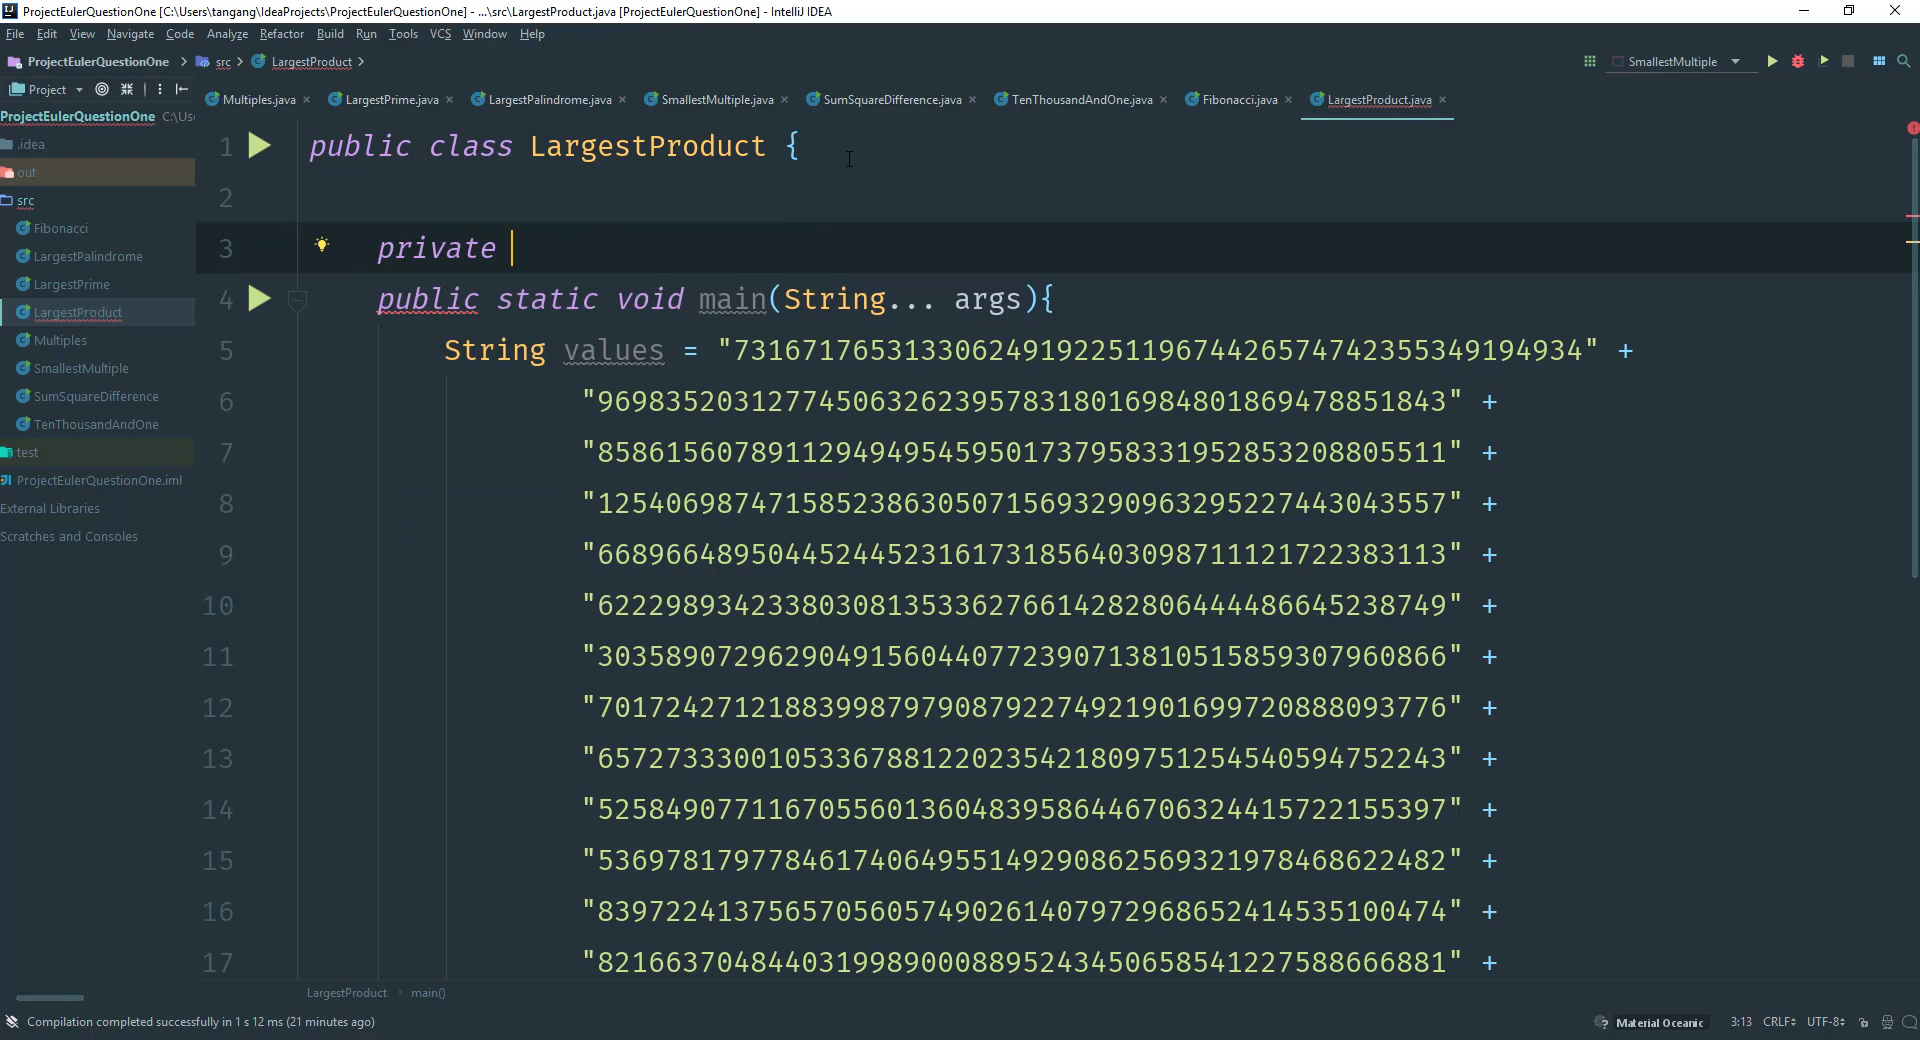 ProjectEulerQuestionOne [C:\Users\tangang\IdeaProjects\ProjectEulerQuestionOne] - ...\src\LargestProduct.java [ProjectEulerQuestionOne] - IntelliJ IDEA
File Edit View Navigate Code Analyze Refactor Build Run Tools VCS Window Help
ProjectEulerQuestionOne src LargestProduct SmallestMultiple
Project Multiples.java LargestPrime.java LargestPalindrome.java SmallestMultiple.java SumSquareDifference.java TenThousandAndOne.java Fibonacci.java LargestProduct.java
ProjectEulerQuestionOne C:\Us
.idea
out
src
Fibonacci
LargestPalindrome
LargestPrime
LargestProduct
Multiples
SmallestMultiple
SumSquareDifference
TenThousandAndOne
test
ProjectEulerQuestionOne.iml
External Libraries
Scratches and Consoles
1 public class LargestProduct {
2
3 private
4 public static void main(String... args){
5 String values = "73167176531330624919225119674426574742355349194934" +
6 "96983520312774506326239578318016984801869478851843" +
7 "85861560789112949495459501737958331952853208805511" +
8 "12540698747158523863050715693290963295227443043557" +
9 "66896648950445244523161731856403098711121722383113" +
10 "62229893423380308135336276614282806444486645238749" +
11 "30358907296290491560440772390713810515859307960866" +
12 "70172427121883998797908792274921901699720888093776" +
13 "65727333001053367881220235421809751254540594752243" +
14 "52584907711670556013604839586446706324415722155397" +
15 "53697817977846174064955149290862569321978468622482" +
16 "83972241375657056057490261407972968652414535100474" +
17 "82166370484403199890008895243450658541227588666881" +
LargestProduct main()
Compilation completed successfully in 1 s 12 ms (21 minutes ago) Material Oceanic 3:13 CRLF UTF-8